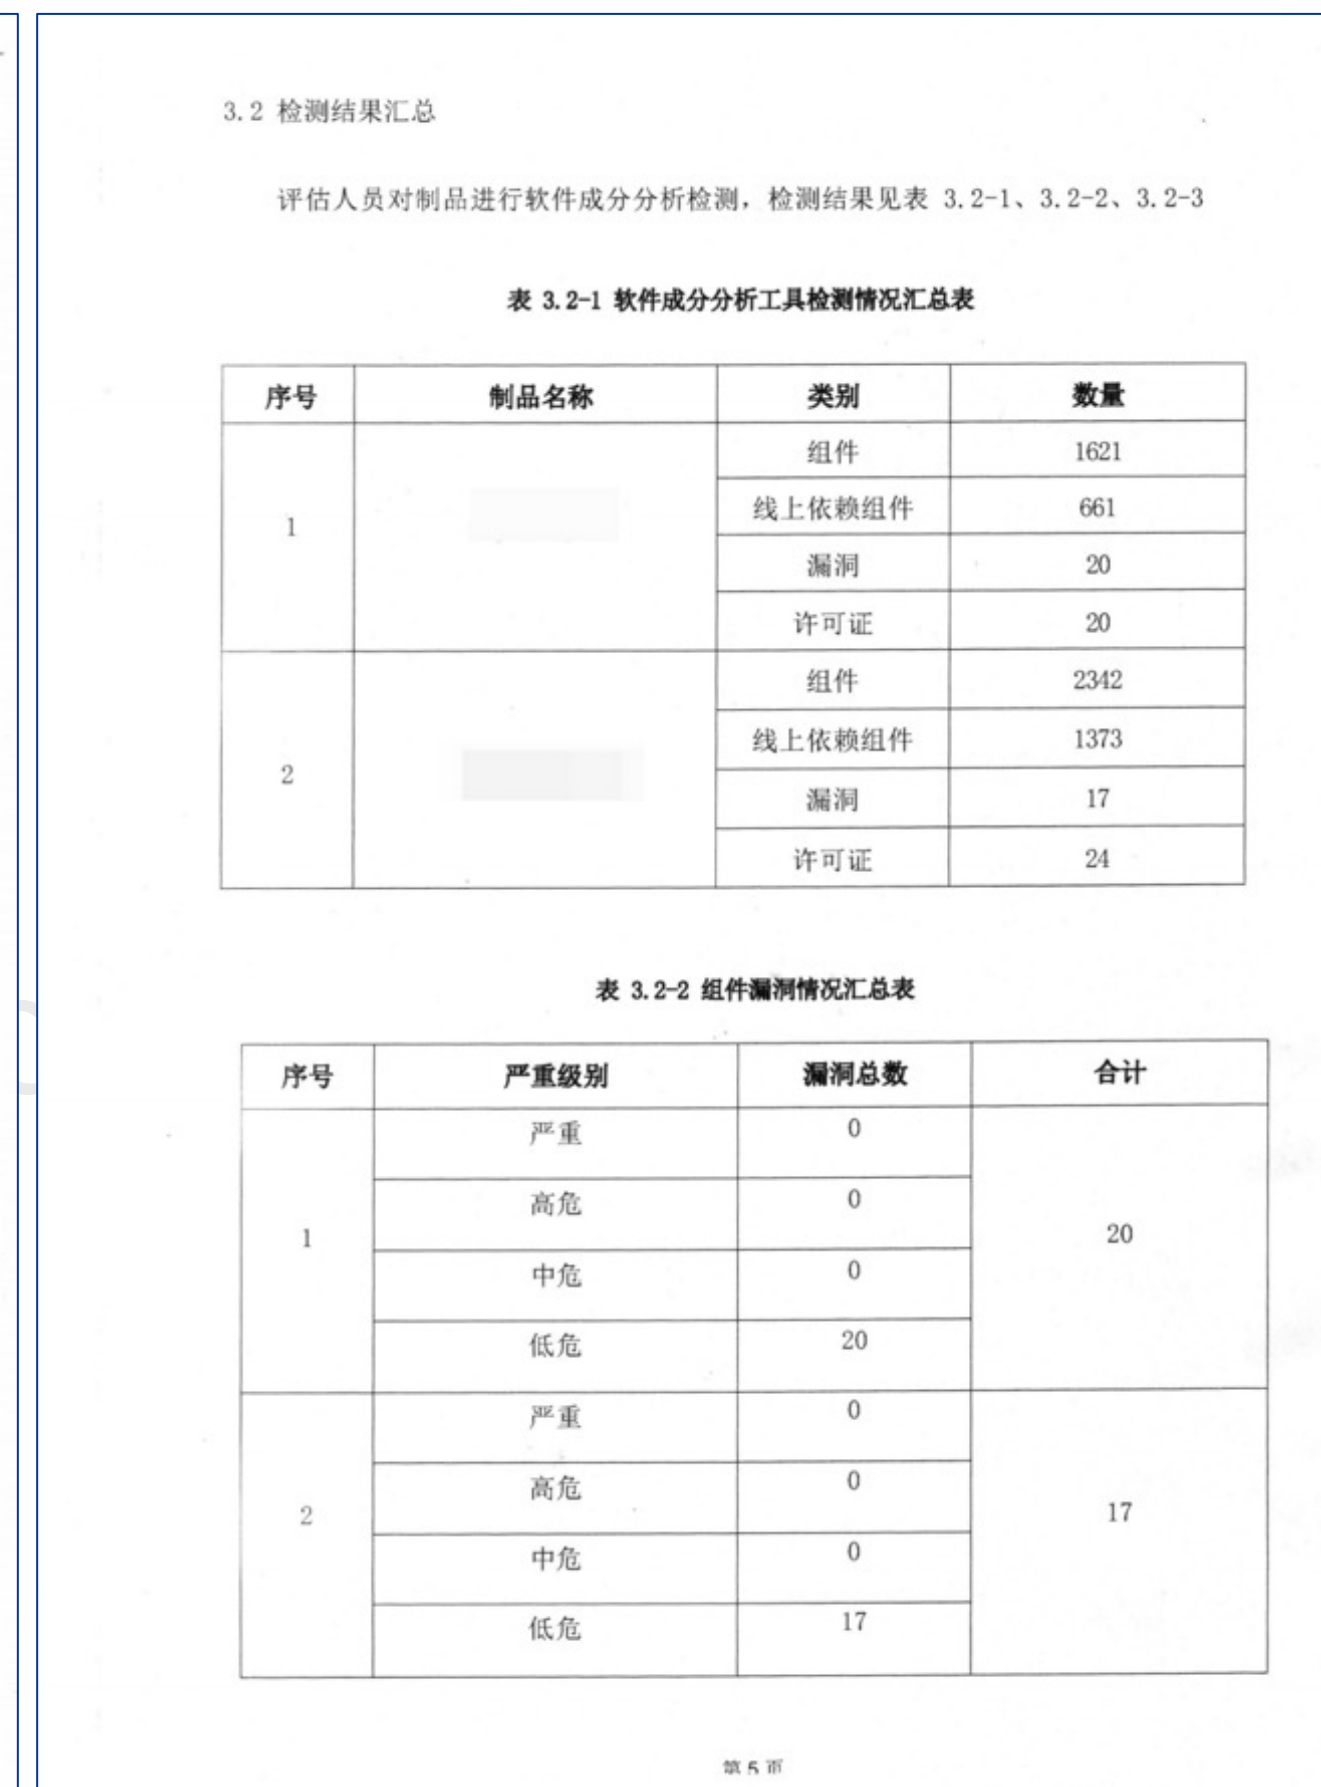 3.2 检测结果汇总
评估人员对制品进行软件成分分析检测，检测结果见表 3.2-1、3.2-2、3.2-3
表 3.2-1 软件成分分析工具检测情况汇总表
序号 制品名称 类别 数量
1
组件 1621
线上依赖组件 661
漏洞 20
许可证 20
2
组件 2342
线上依赖组件 1373
漏洞 17
许可证 24
表 3.2-2 组件漏洞情况汇总表
序号 严重级别 漏洞总数 合计
1
严重 0
高危 0
中危 0
低危 20
20
2
严重 0
高危 0
中危 0
低危 17
17
第 5 页